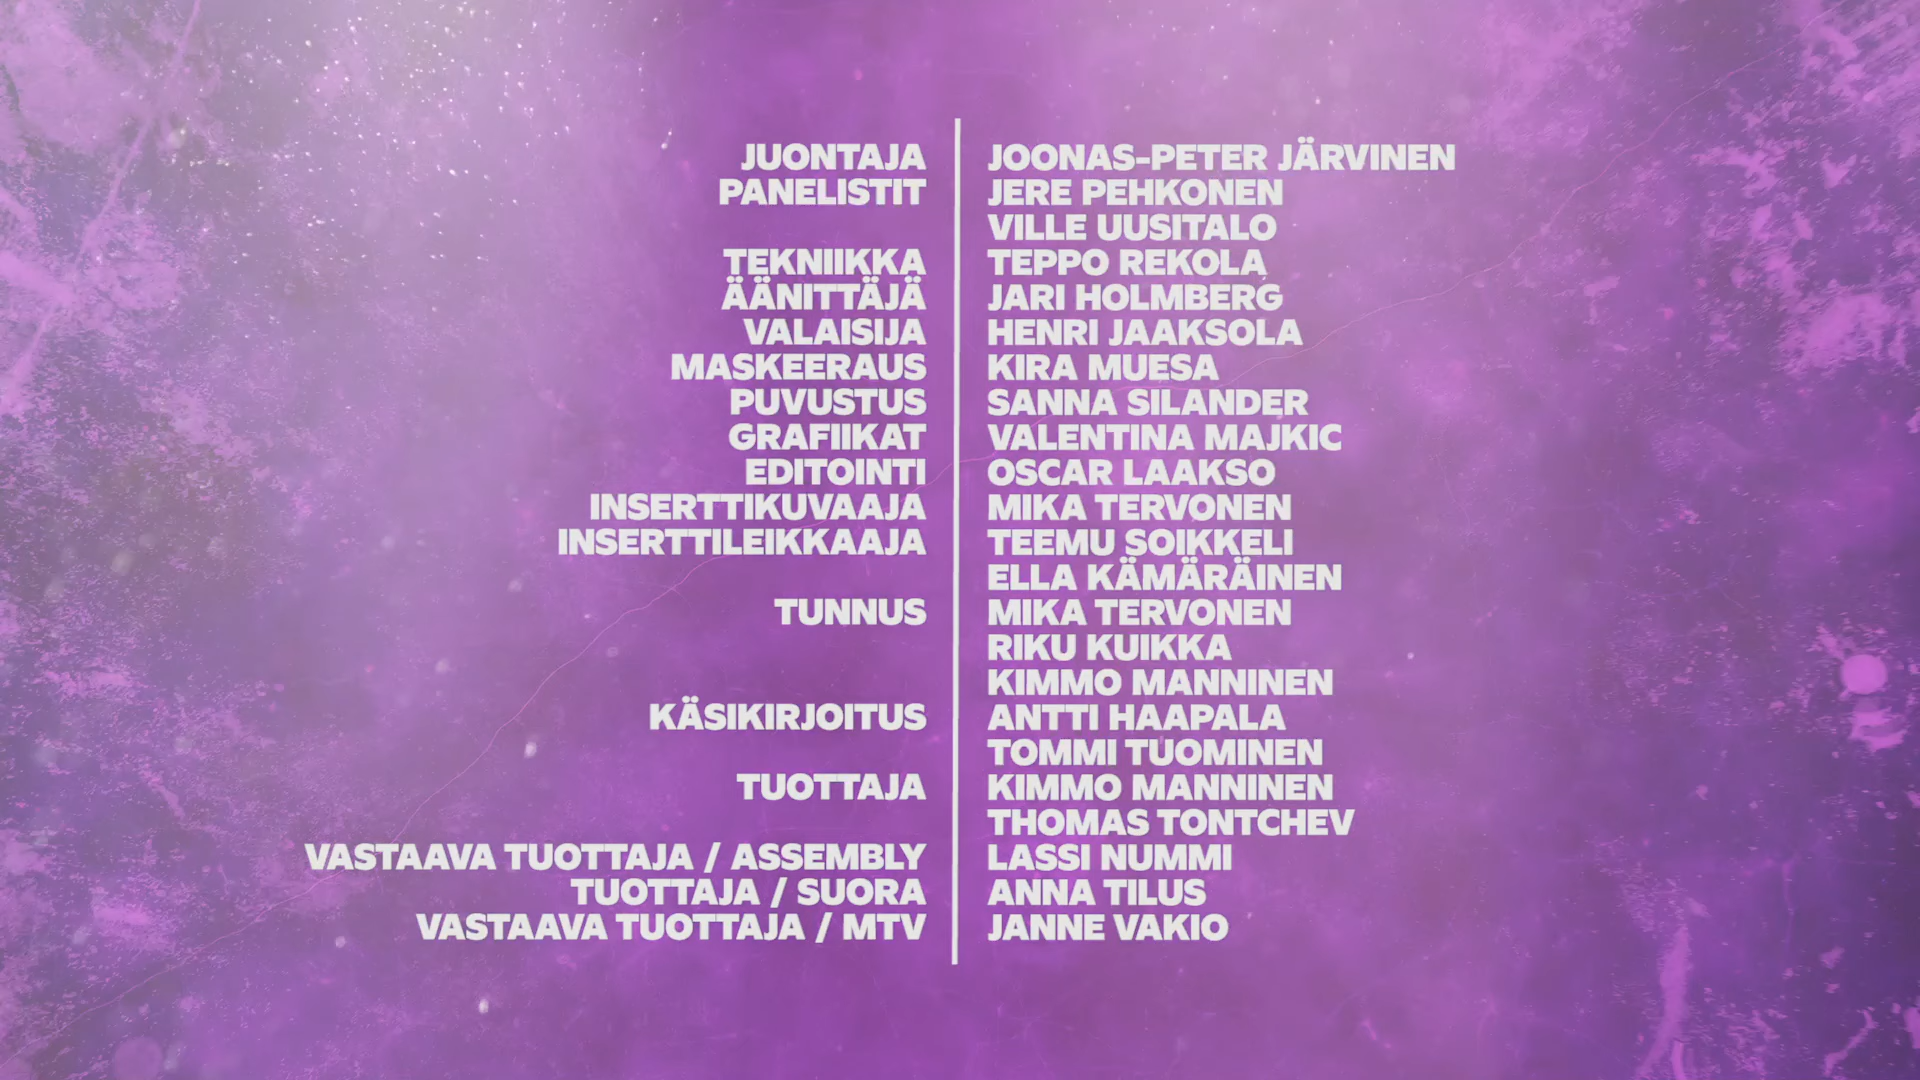 JUONTAJA JOONAS-PETER JÄRVINEN
PANELISTIT JERE PEHKONEN
VILLE UUSITALO
TEKNIIKKA TEPPO REKOLA
ÄÄNITTÄJÄ JARI HOLMBERG
VALAISIJA HENRI JAAKSOLA
MASKEERAUS KIRA MUESA
PUVUSTUS SANNA SILANDER
GRAFIIKAT VALENTINA MAJKIC
EDITOINTI OSCAR LAAKSO
INSERTTIKUVAAJA MIKA TERVONEN
INSERTTILEIKKAAJA TEEMU SOIKKELI
ELLA KÄMÄRÄINEN
TUNNUS MIKA TERVONEN
RIKU KUIKKA
KIMMO MANNINEN
KÄSIKIRJOITUS ANTTI HAAPALA
TOMMI TUOMINEN
TUOTTAJA KIMMO MANNINEN
THOMAS TONTCHEV
VASTAAVA TUOTTAJA / ASSEMBLY LASSI NUMMI
TUOTTAJA / SUORA ANNA TILUS
VASTAAVA TUOTTAJA / MTV JANNE VAKIO